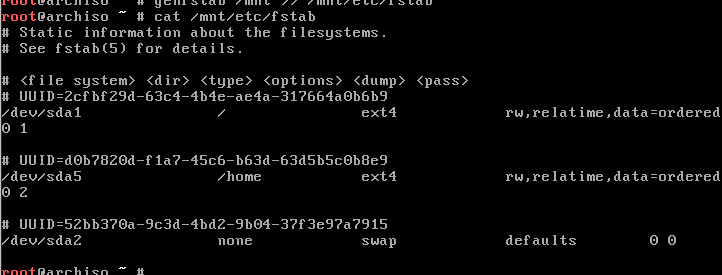 root@archiso ~ # genfstab /mnt >> /mnt/etc/fstab
root@archiso ~ # cat /mnt/etc/fstab
# Static information about the filesystems.
# See fstab(5) for details.
# <file system> <dir> <type> <options> <dump> <pass>
# UUID=2cfbf29d-63c4-4b4e-ae4a-317664a0b6b9
/dev/sda1 / ext4 rw,relatime,data=ordered
0 1
# UUID=d0b7820d-f1a7-45c6-b63d-63d5b5c0b8e9
/dev/sda5 /home ext4 rw,relatime,data=ordered
0 2
# UUID=52bb370a-9c3d-4bd2-9b04-37f3e97a7915
/dev/sda2 none swap defaults 0 0
root@archiso ~ #